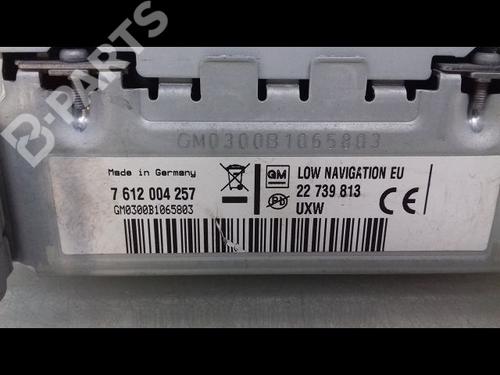 B-PARTS
GM0300B1065803
Made in Germany
7 612 004 257
GM0300B1065803
GM
LOW NAVIGATION EU
22 739 813
Pb
UXW
CE